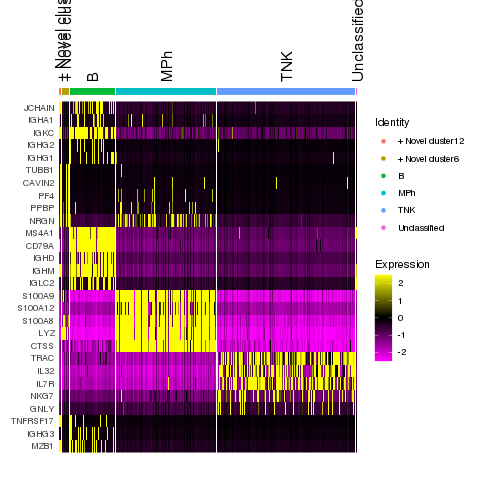 + Novel clus
B
MPh
TNK
Unclassified
JCHAIN
IGHA1
IGKC
IGHG2
IGHG1
TUBB1
CAVIN2
PF4
PPBP
NRGN
MS4A1
CD79A
IGHD
IGHM
IGLC2
S100A9
S100A12
S100A8
LYZ
CTSS
TRAC
IL32
IL7R
NKG7
GNLY
TNFRSF17
IGHG3
MZB1
Identity
+ Novel cluster12
+ Novel cluster6
B
MPh
TNK
Unclassified
Expression
2
1
0
-1
-2